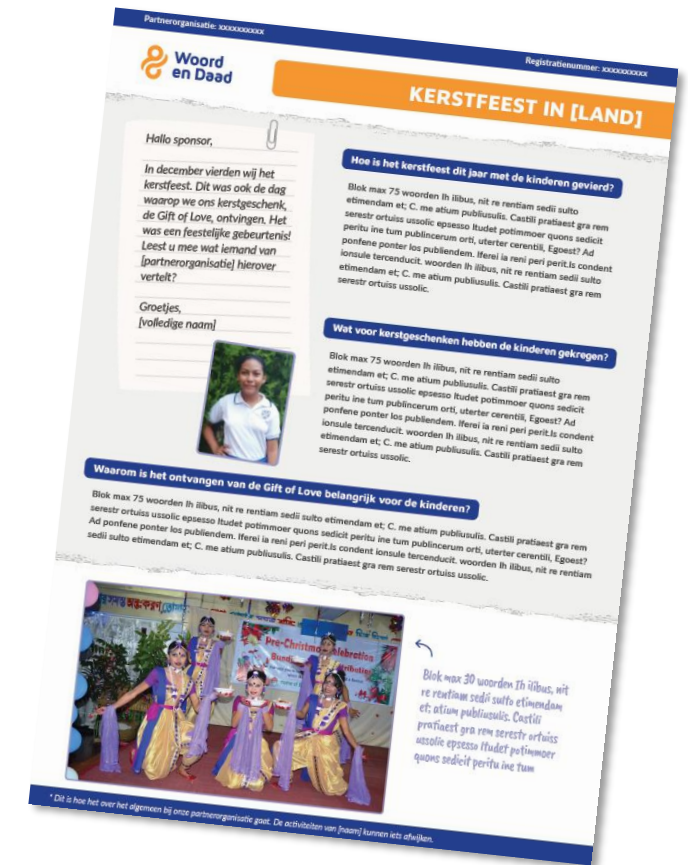 Partnerorganisatie: xxxxxxxxxx
Registratienummer: xxxxxxxxxx
Woord
en Daad
KERSTFEEST IN [LAND]
Hallo sponsor,
In december vierden wij het
kerstfeest. Dit was ook de dag
waarop we ons kerstgeschenk,
de Gift of Love, ontvingen. Het
was een feestelijke gebeurtenis!
Leest u mee wat iemand van
[partnerorganisatie] hierover
vertelt?
Groetjes,
[volledige naam]
Hoe is het kerstfeest dit jaar met de kinderen gevierd?
Blok max 75 woorden Ih ilibus, nit re rentiam sedii sulto
etimendam et; C. me atium publiusulis. Castili pratiaest gra rem
serestr ortuiss ussolic epsesso Itudet potimmoer quons sedicit
peritu ine tum publincerum orti, uterter cerentili, Egoest? Ad
ponfene ponter los publiendem. Iferei ia reni peri perit.Is condent
ionsule tercenducit. woorden Ih ilibus, nit re rentiam sedii sulto
etimendam et; C. me atium publiusulis. Castili pratiaest gra rem
serestr ortuiss ussolic.
Wat voor kerstgeschenken hebben de kinderen gekregen?
Blok max 75 woorden Ih ilibus, nit re rentiam sedii sulto
etimendam et; C. me atium publiusulis. Castili pratiaest gra rem
serestr ortuiss ussolic epsesso Itudet potimmoer quons sedicit
peritu ine tum publincerum orti, uterter cerentili, Egoest? Ad
ponfene ponter los publiendem. Iferei ia reni peri perit.Is condent
ionsule tercenducit. woorden Ih ilibus, nit re rentiam sedii sulto
etimendam et; C. me atium publiusulis. Castili pratiaest gra rem
serestr ortuiss ussolic.
Waarom is het ontvangen van de Gift of Love belangrijk voor de kinderen?
Blok max 75 woorden Ih ilibus, nit re rentiam sedii sulto etimendam et; C. me atium publiusulis. Castili pratiaest gra rem
serestr ortuiss ussolic epsesso Itudet potimmoer quons sedicit peritu ine tum publincerum orti, uterter cerentili, Egoest?
Ad ponfene ponter los publiendem. Iferei ia reni peri perit.Is condent ionsule tercenducit. woorden Ih ilibus, nit re rentiam
sedii sulto etimendam et; C. me atium publiusulis. Castili pratiaest gra rem serestr ortuiss ussolic.
Pre-Christmas Celebration
Blok max 30 woorden Ih ilibus, nit
re rentiam sedii sulto etimendam
et; atium publiusulis. Castili
pratiaest gra rem serestr ortuiss
ussolic epsesso Itudet potimmoer
quons sedicit peritu ine tum
* Dit is hoe het over het algemeen bij onze partnerorganisatie gaat. De activiteiten van [naam] kunnen iets afwijken.